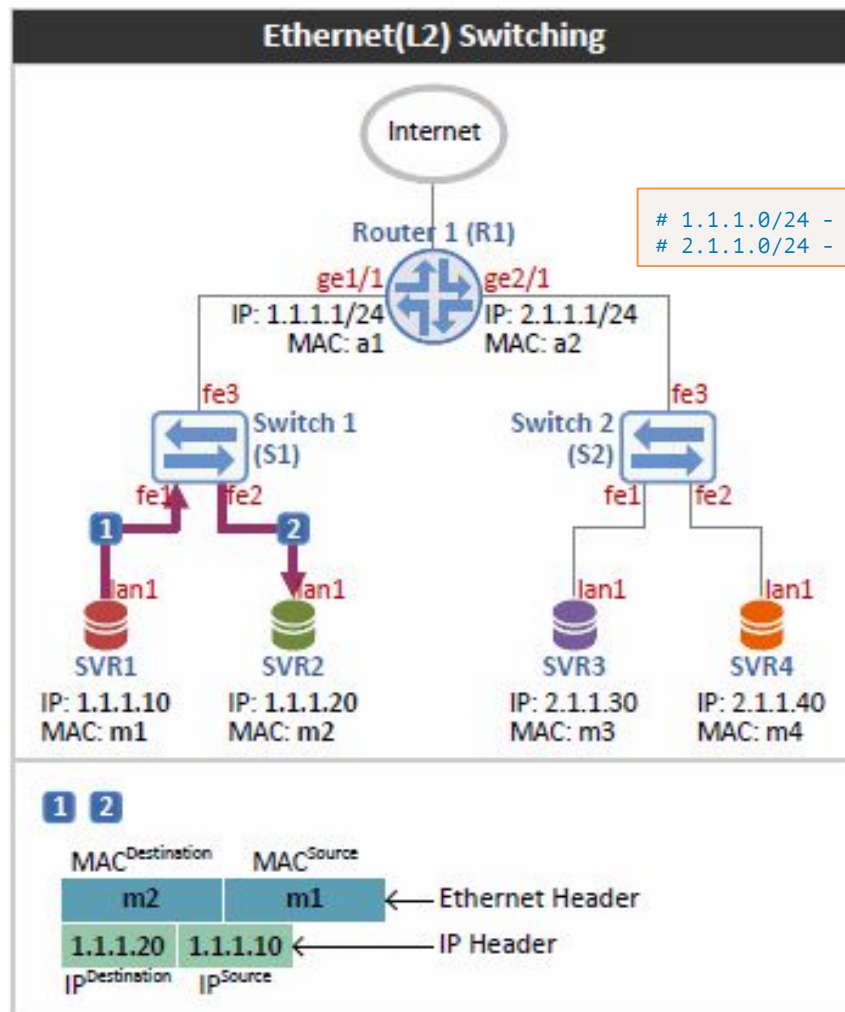 Ethernet(L2) Switching
Internet
# 1.1.1.0/24 -
# 2.1.1.0/24 -
Router 1 (R1)
ge1/1 ge2/1
IP: 1.1.1.1/24 IP: 2.1.1.1/24
MAC: a1 MAC: a2
fe3 fe3
Switch 1 Switch 2
(S1) (S2)
fe1 fe2 fe1 fe2
1 2
lan1 lan1 lan1 lan1
SVR1 SVR2 SVR3 SVR4
IP: 1.1.1.10 IP: 1.1.1.20 IP: 2.1.1.30 IP: 2.1.1.40
MAC: m1 MAC: m2 MAC: m3 MAC: m4
1 2
MACDestination MACSource
m2 m1 Ethernet Header
1.1.1.20 1.1.1.10 IP Header
IPDestination IPSource